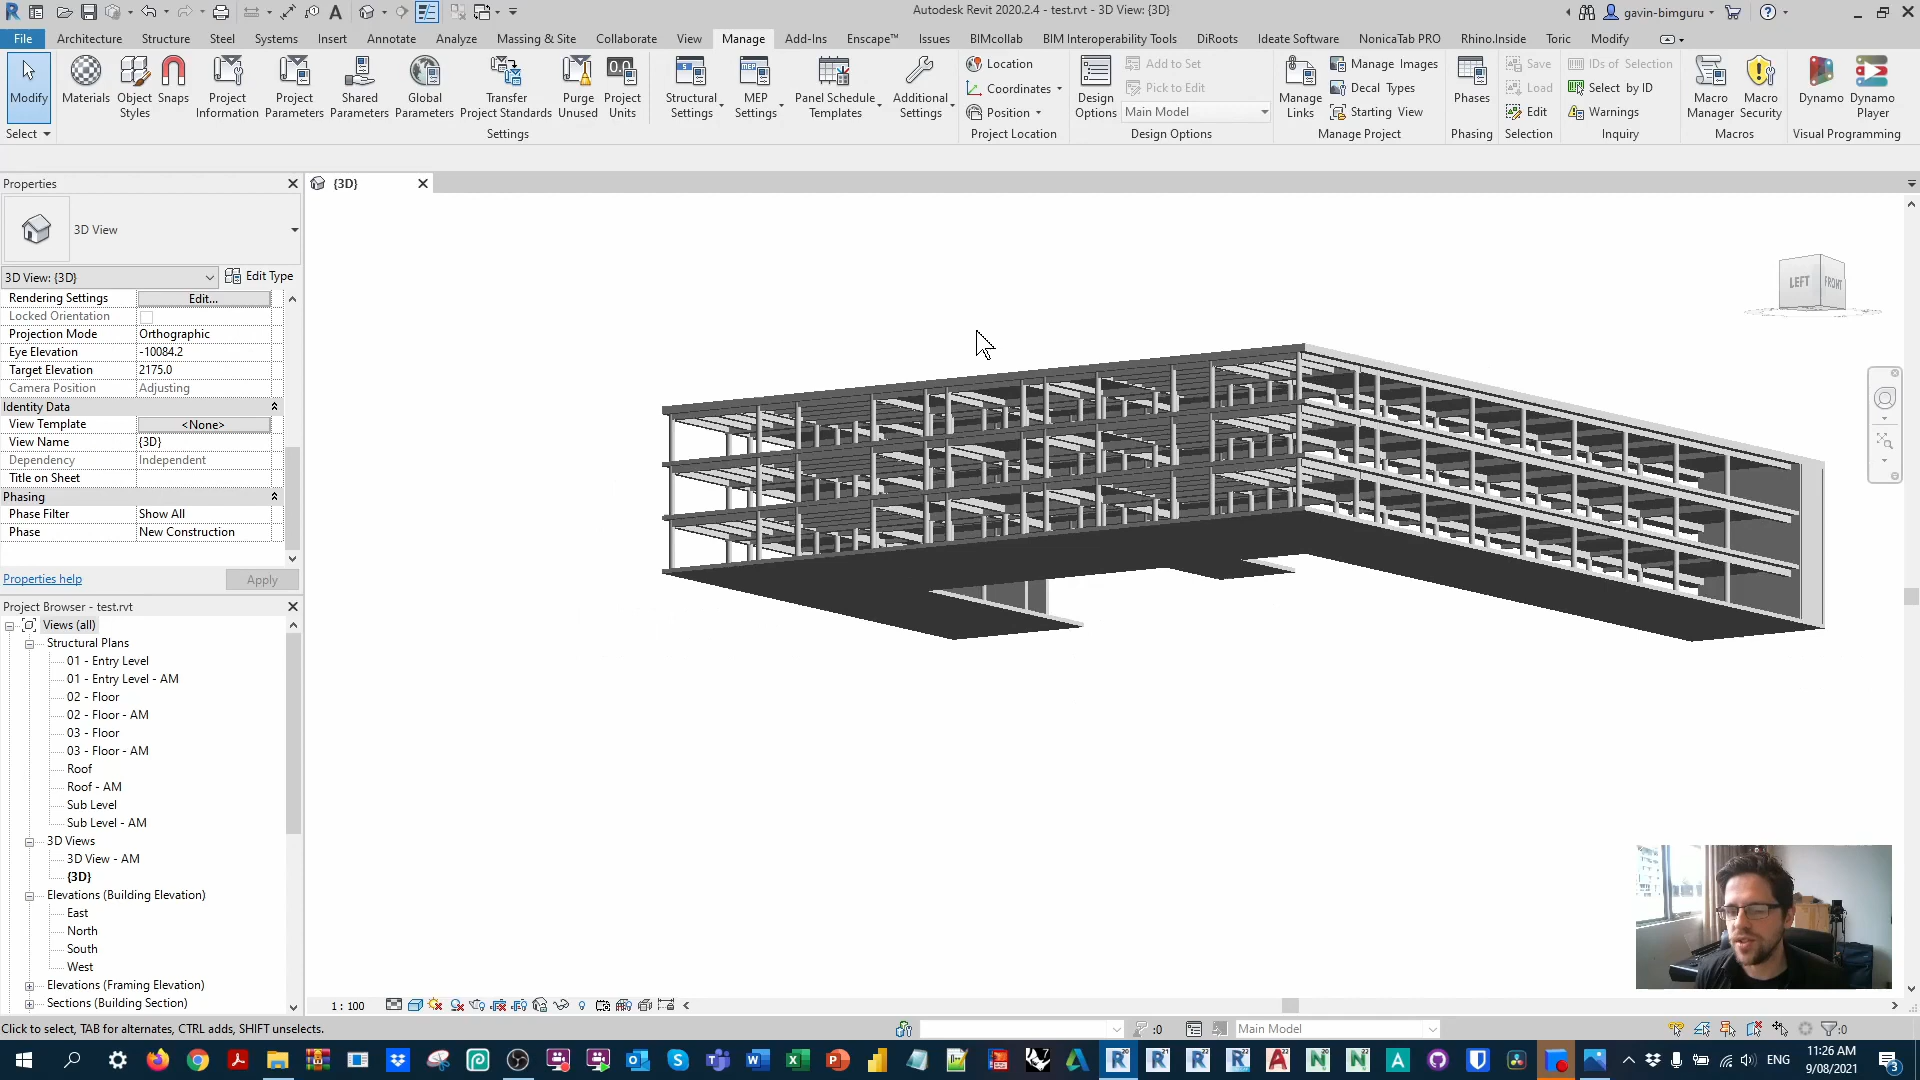 Autodesk Revit 2020.2.4 - test.rvt - 3D View: {3D}
gavin-bimguru
File Architecture Structure Steel Systems Insert Annotate Analyze Massing & Site Collaborate View Manage Add-Ins Enscape™ Issues BIMcollab BIM Interoperability Tools DiRoots Ideate Software NonicaTab PRO Rhino.Inside Toric Modify
Modify
Materials
Object Styles
Snaps
Project Information
Project Parameters
Shared Parameters
Global Parameters
Transfer Project Standards
Purge Unused
Project Units
Structural Settings
MEP Settings
Panel Schedule Templates
Additional Settings
Location
Coordinates
Position
Design Options
Add to Set
Pick to Edit
Main Model
Manage Links
Manage Images
Decal Types
Starting View
Phases
Save
Load
Edit
IDs of Selection
Select by ID
Warnings
Macro Manager
Macro Security
Dynamo
Dynamo Player
Select
Settings
Project Location
Design Options
Manage Project
Phasing
Selection
Inquiry
Macros
Visual Programming
Properties
{3D}
3D View
3D View: {3D}
Edit Type
Rendering Settings Edit...
Locked Orientation
Projection Mode Orthographic
Eye Elevation -10084.2
Target Elevation 2175.0
Camera Position Adjusting
Identity Data
View Template <None>
View Name {3D}
Dependency Independent
Title on Sheet
Phasing
Phase Filter Show All
Phase New Construction
Properties help
Apply
Project Browser - test.rvt
Views (all)
Structural Plans
01 - Entry Level
01 - Entry Level - AM
02 - Floor
02 - Floor - AM
03 - Floor
03 - Floor - AM
Roof
Roof - AM
Sub Level
Sub Level - AM
3D Views
3D View - AM
{3D}
Elevations (Building Elevation)
East
North
South
West
Elevations (Framing Elevation)
Sections (Building Section)
LEFT
FRONT
1 : 100
Click to select, TAB for alternates, CTRL adds, SHIFT unselects.
:0
Main Model
:0
ENG
11:26 AM
9/08/2021
3